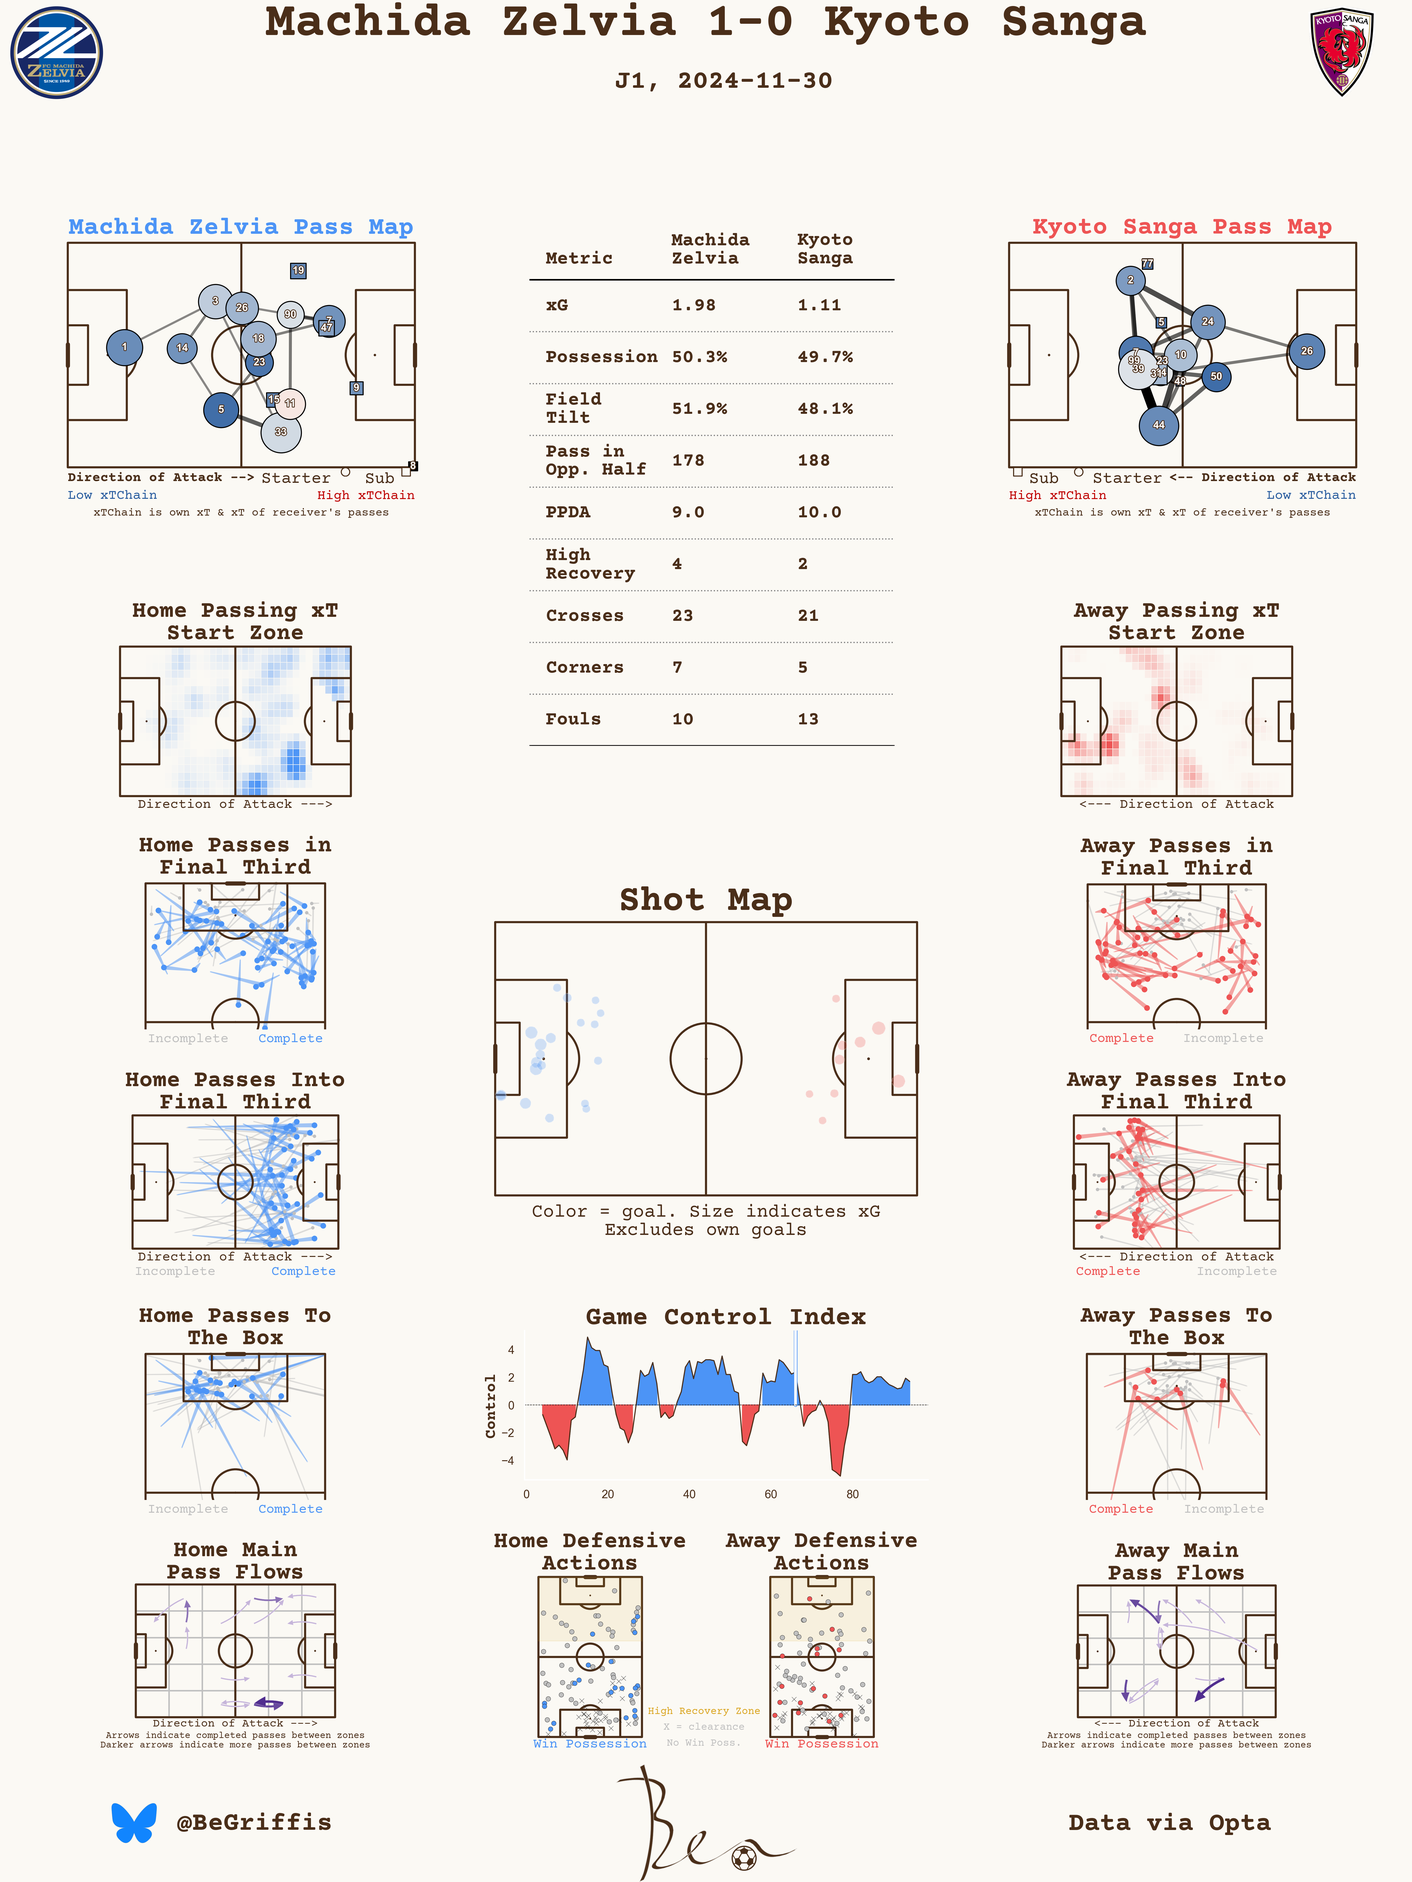 Machida Zelvia 1-0 Kyoto Sanga
J1, 2024-11-30
FC MACHIDA
ZELVIA
SINCE 1989
KYOTO SANGA
Machida Zelvia Pass Map
19
3
26
90
7
47
1
14
18
23
9
15
11
5
33
8
Direction of Attack --> Starter Sub
Low xTChain High xTChain
xTChain is own xT & xT of receiver's passes
Metric Machida Zelvia Kyoto Sanga
xG 1.98 1.11
Possession 50.3% 49.7%
Field Tilt 51.9% 48.1%
Pass in Opp. Half 178 188
PPDA 9.0 10.0
High Recovery 4 2
Crosses 23 21
Corners 7 5
Fouls 10 13
Kyoto Sanga Pass Map
77
2
5
24
7
99
23
10
26
39
48
50
44
Sub Starter <-- Direction of Attack
High xTChain Low xTChain
xTChain is own xT & xT of receiver's passes
Home Passing xT
Start Zone
Direction of Attack --->
Away Passing xT
Start Zone
<--- Direction of Attack
Home Passes in
Final Third
Incomplete Complete
Away Passes in
Final Third
Complete Incomplete
Shot Map
Color = goal. Size indicates xG
Excludes own goals
Home Passes Into
Final Third
Direction of Attack --->
Incomplete Complete
Away Passes Into
Final Third
<--- Direction of Attack
Complete Incomplete
Home Passes To
The Box
Incomplete Complete
Game Control Index
Control
4
2
0
−2
−4
0 20 40 60 80
Away Passes To
The Box
Complete Incomplete
Home Main
Pass Flows
Direction of Attack --->
Arrows indicate completed passes between zones
Darker arrows indicate more passes between zones
Home Defensive
Actions
Win Possession
High Recovery Zone
X = clearance
No Win Poss.
Away Defensive
Actions
Win Possession
Away Main
Pass Flows
<--- Direction of Attack
Arrows indicate completed passes between zones
Darker arrows indicate more passes between zones
@BeGriffis
Ben
Data via Opta